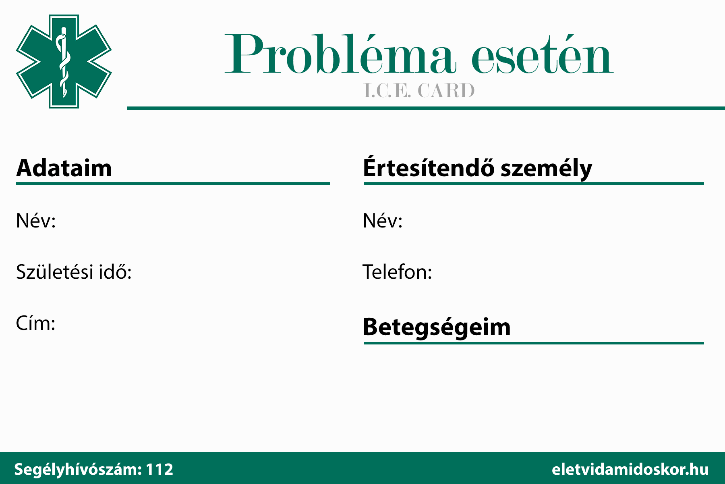 Probléma esetén
I.C.E. CARD
Adataim
Név:
Születési idő:
Cím:
Értesítendő személy
Név:
Telefon:
Betegségeim
Segélyhívószám: 112
eletvidamidoskor.hu